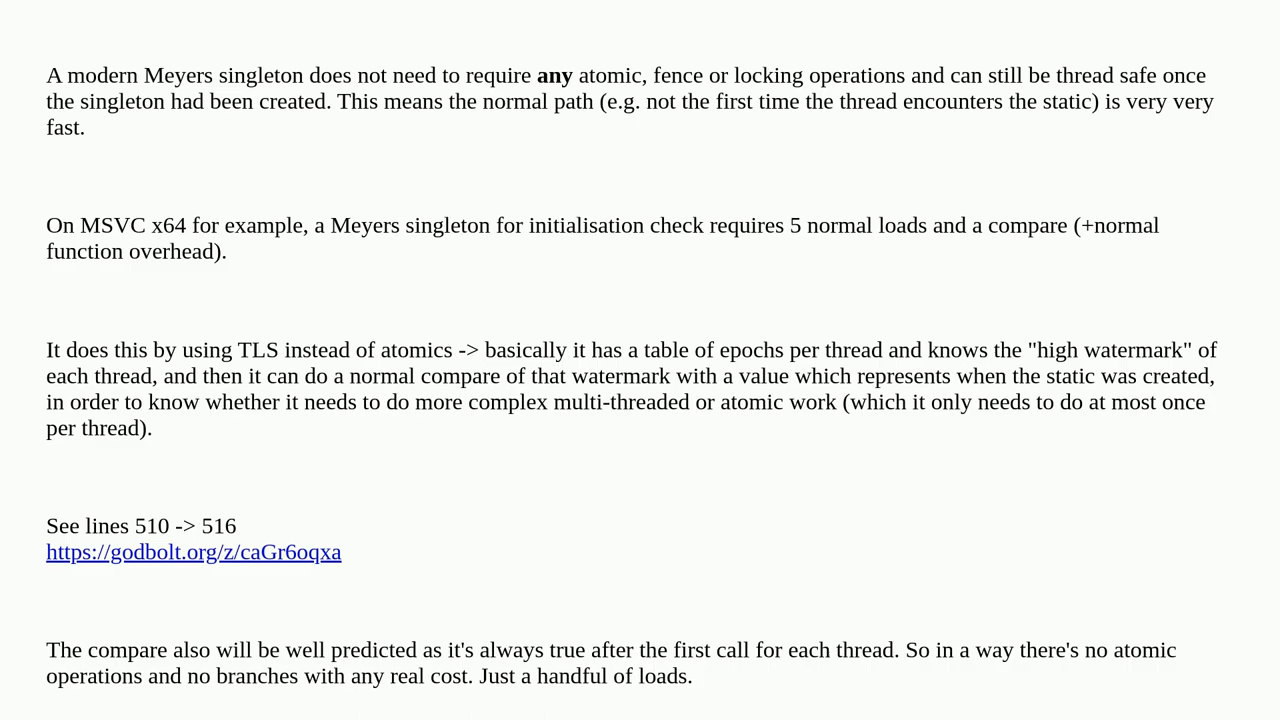 A modern Meyers singleton does not need to require any atomic, fence or locking operations and can still be thread safe once
the singleton had been created. This means the normal path (e.g. not the first time the thread encounters the static) is very very
fast.
On MSVC x64 for example, a Meyers singleton for initialisation check requires 5 normal loads and a compare (+normal
function overhead).
It does this by using TLS instead of atomics -> basically it has a table of epochs per thread and knows the "high watermark" of
each thread, and then it can do a normal compare of that watermark with a value which represents when the static was created,
in order to know whether it needs to do more complex multi-threaded or atomic work (which it only needs to do at most once
per thread).
See lines 510 -> 516
https://godbolt.org/z/caGr6oqxa
The compare also will be well predicted as it's always true after the first call for each thread. So in a way there's no atomic
operations and no branches with any real cost. Just a handful of loads.